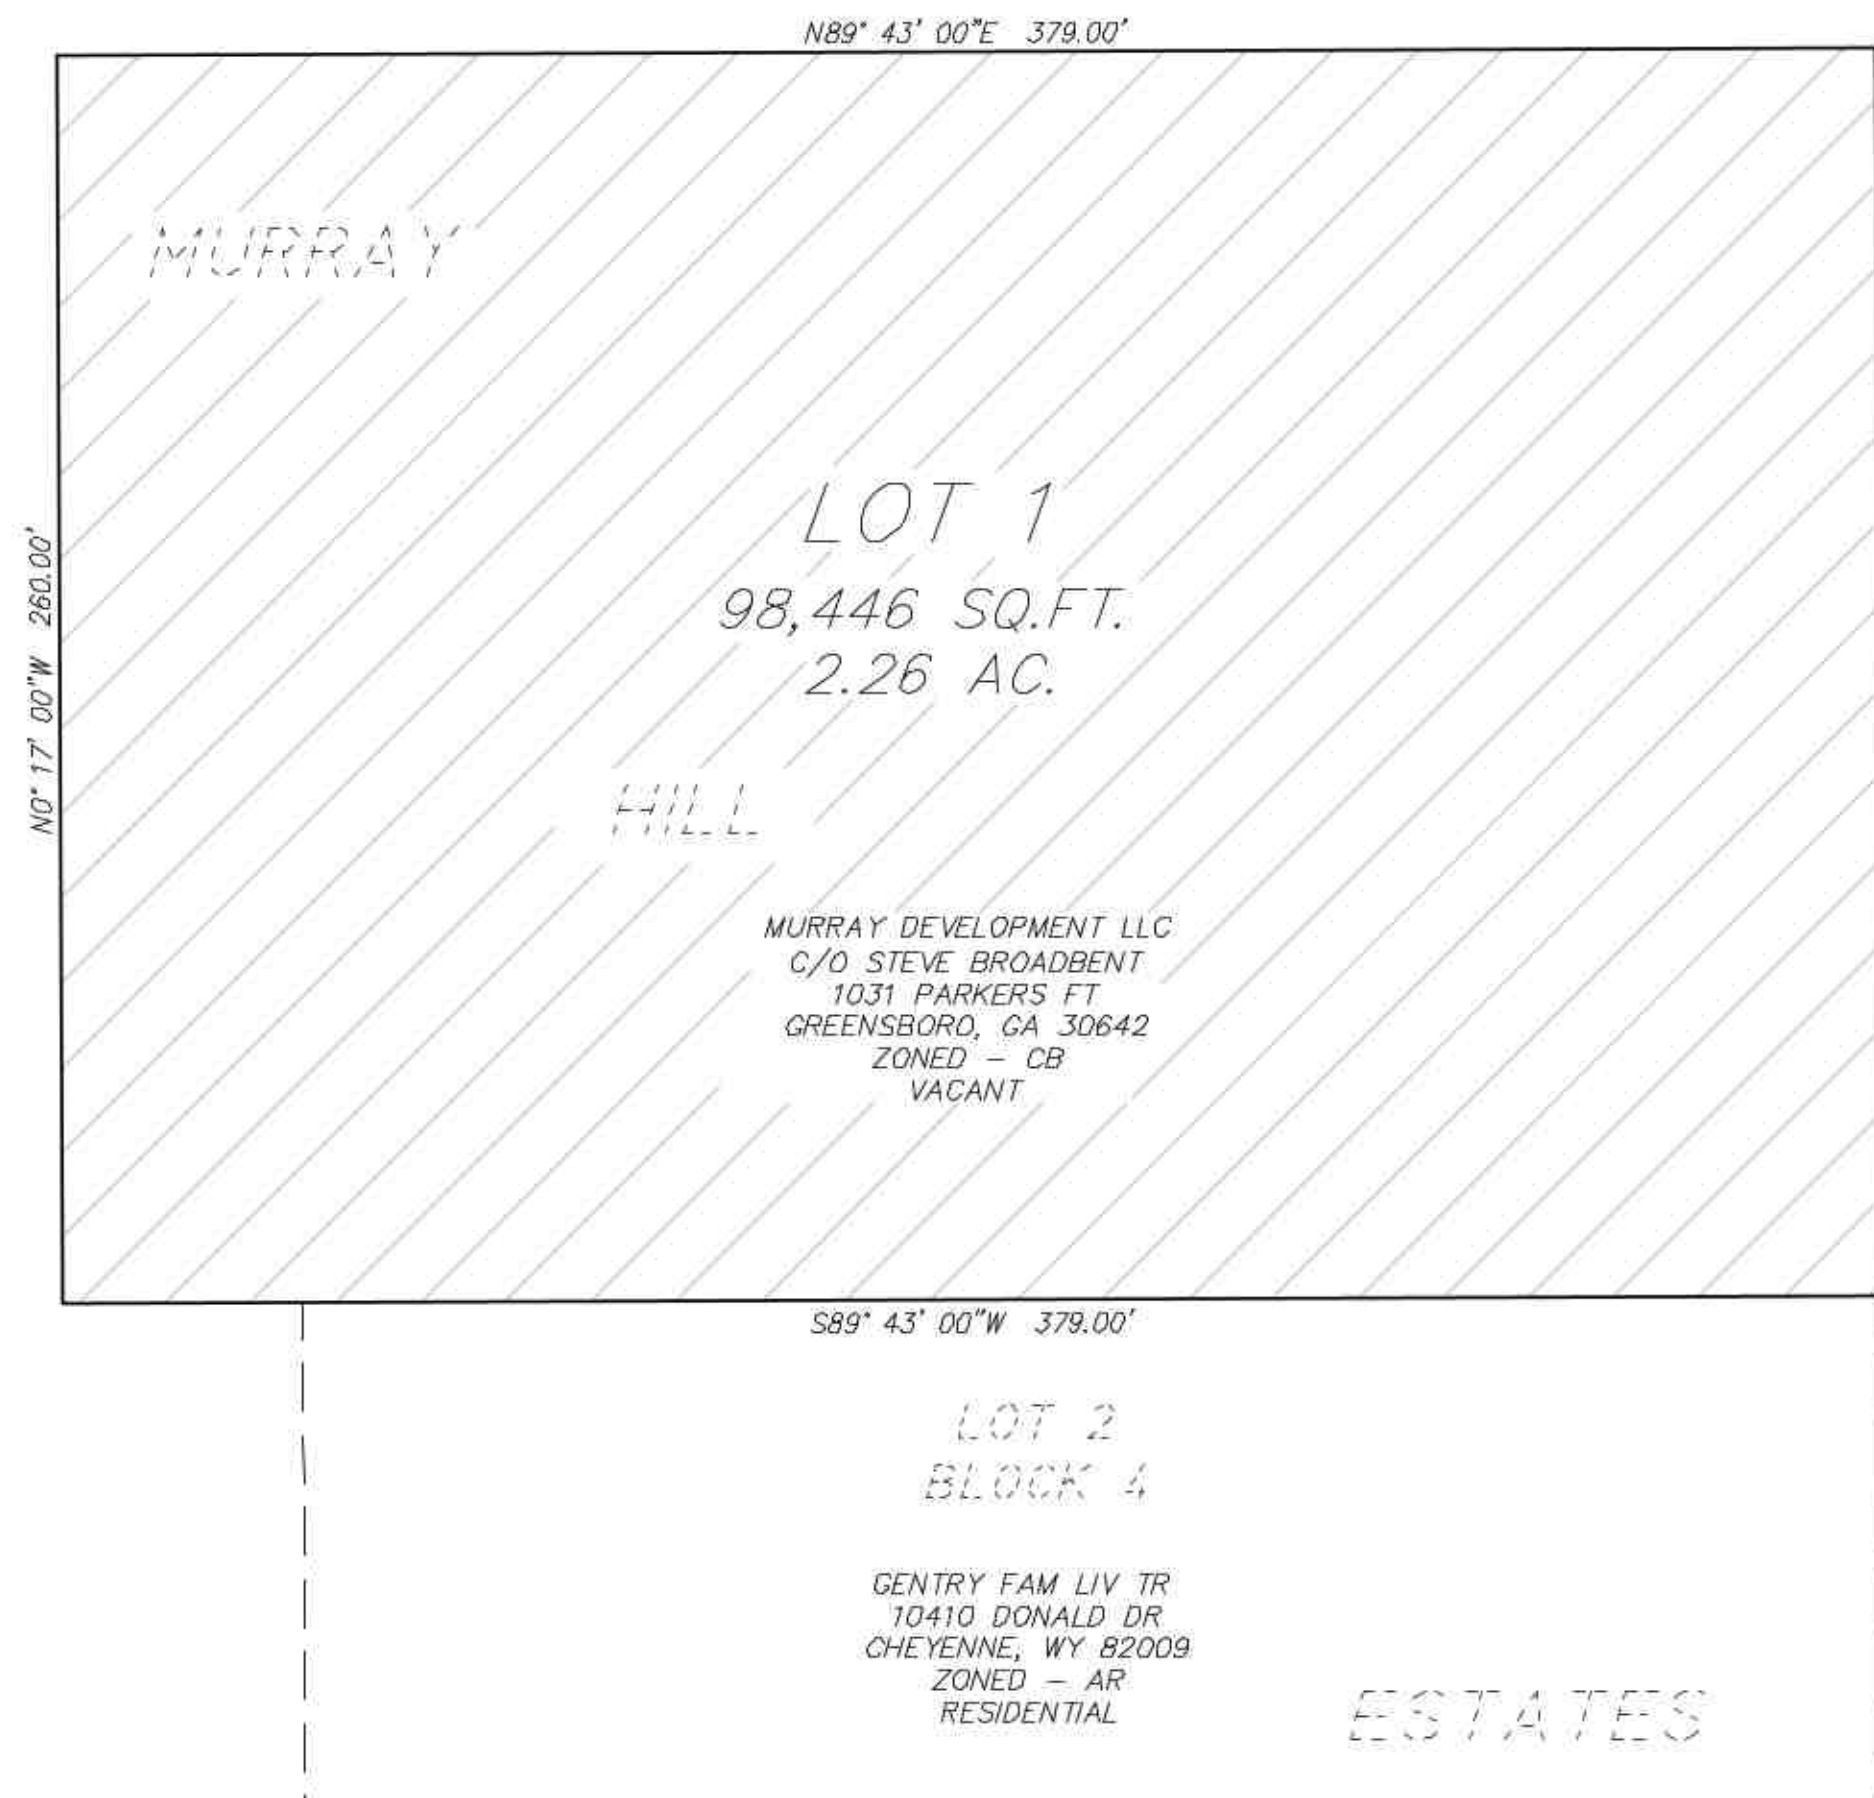 N89° 43' 00"E 379.00'
MURRAY
LOT 1
98,446 SQ.FT.
2.26 AC.
N0° 17' 00"W 260.00'
HILL
MURRAY DEVELOPMENT LLC
C/O STEVE BROADBENT
1031 PARKERS FT
GREENSBORO, GA 30642
ZONED – CB
VACANT
S89° 43' 00"W 379.00'
LOT 2
BLOCK 4
GENTRY FAM LIV TR
10410 DONALD DR
CHEYENNE, WY 82009
ZONED – AR
RESIDENTIAL
ESTATES